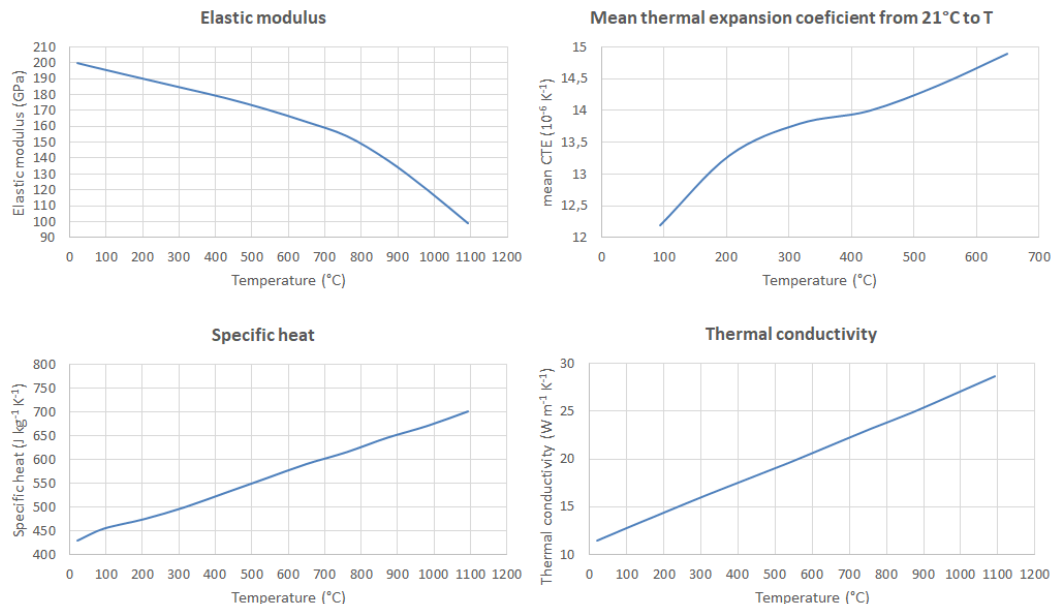 Elastic modulus
Elastic modulus (GPa)
210
200
190
180
170
160
150
140
130
120
110
100
90
0 100 200 300 400 500 600 700 800 900 1000 1100 1200
Temperature (°C)
Mean thermal expansion coeficient from 21°C to T
mean CTE (10⁻⁶ K⁻¹)
15
14,5
14
13,5
13
12,5
12
0 100 200 300 400 500 600 700
Temperature (°C)
Specific heat
Specific heat (J kg⁻¹ K⁻¹)
800
750
700
650
600
550
500
450
400
0 100 200 300 400 500 600 700 800 900 1000 1100 1200
Temperature (°C)
Thermal conductivity
Thermal conductivity (W m⁻¹ K⁻¹)
30
25
20
15
10
0 100 200 300 400 500 600 700 800 900 1000 1100 1200
Temperature (°C)